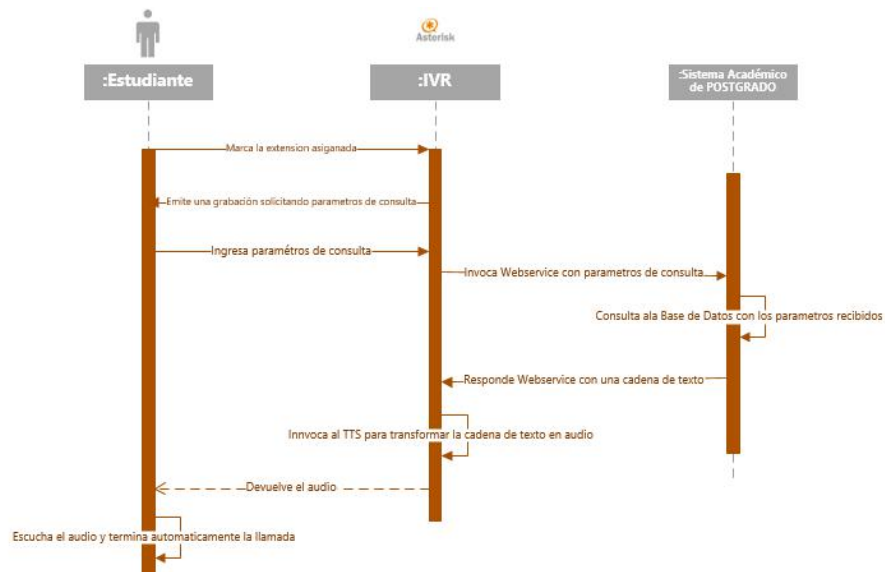 Asterisk
:Estudiante
:IVR
:Sistema Académico
de POSTGRADO
Marca la extension asiganada
Emite una grabación solicitando parametros de consulta
Ingresa paramétros de consulta
Invoca Webservice con parametros de consulta
Consulta ala Base de Datos con los parametros recibidos
Responde Webservice con una cadena de texto
Innvoca al TTS para transformar la cadena de texto en audio
Devuelve el audio
Escucha el audio y termina automaticamente la llamada